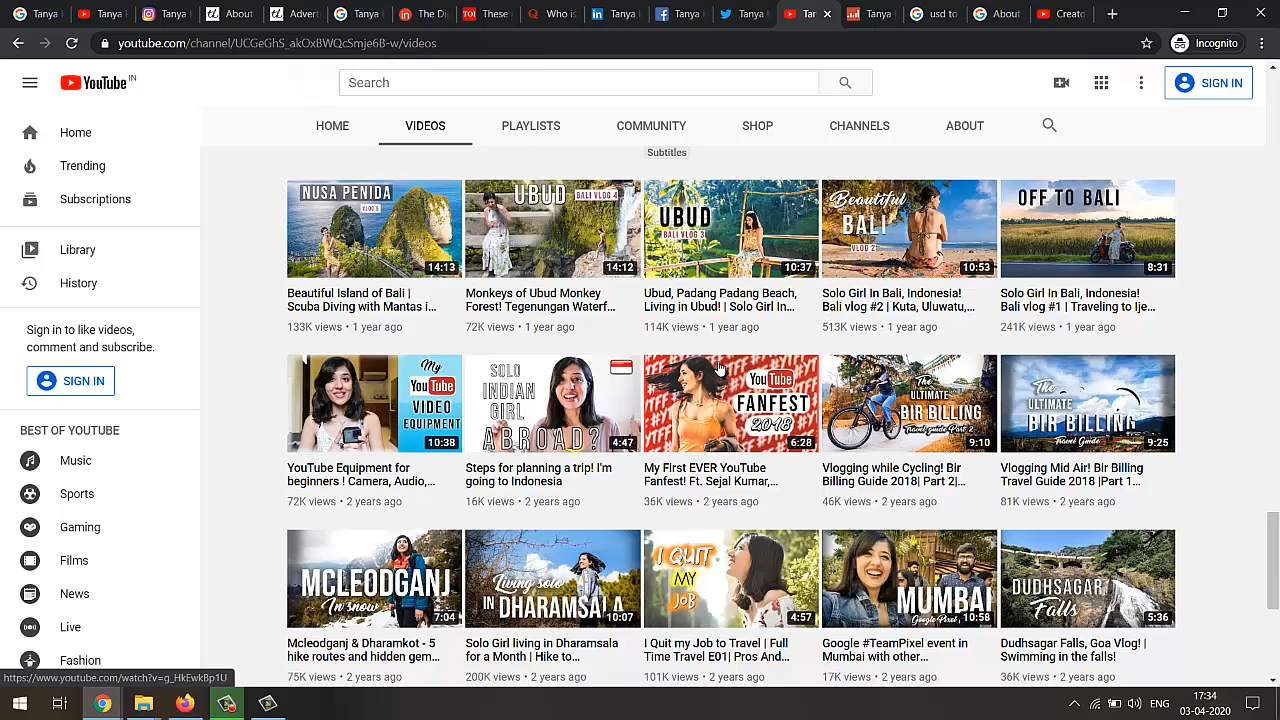 Tanya
Tanya
Tanya
About
Advert
Tanya
The Di
These
Who is
Tanya
Tanya
Tanya
Tan
Tanya
usd to
About
Creato
youtube.com/channel/UCGeGhS_akOxBWQcSmje6B-w/videos
Incognito
YouTube IN
Search
SIGN IN
HOME
VIDEOS
PLAYLISTS
COMMUNITY
SHOP
CHANNELS
ABOUT
Home
Trending
Subscriptions
Library
History
Sign in to like videos,
comment and subscribe.
SIGN IN
BEST OF YOUTUBE
Music
Sports
Gaming
Films
News
Live
Fashion
Subtitles
NUSA PENIDA
14:13
Beautiful Island of Bali |
Scuba Diving with Mantas i...
133K views • 1 year ago
UBUD
BALI VLOG 4
14:12
Monkeys of Ubud Monkey
Forest! Tegenungan Waterf...
72K views • 1 year ago
UBUD
BALI VLOG 3
10:37
Ubud, Padang Padang Beach,
Living in Ubud! | Solo Girl In...
114K views • 1 year ago
Beautiful
BALI
VLOG 2
10:53
Solo Girl In Bali, Indonesia!
Bali vlog #2 | Kuta, Uluwatu,...
513K views • 1 year ago
OFF TO BALI
8:31
Solo Girl In Bali, Indonesia!
Bali vlog #1 | Traveling to Ije...
241K views • 1 year ago
My
YouTube
VIDEO
EQUIPMENT
10:38
YouTube Equipment for
beginners ! Camera, Audio,...
72K views • 2 years ago
SOLO
INDIAN
GIRL
ABROAD?
4:47
Steps for planning a trip! I'm
going to Indonesia
16K views • 2 years ago
YouTube
FANFEST
2018
6:28
My First EVER YouTube
Fanfest! Ft. Sejal Kumar,...
36K views • 2 years ago
The
ULTIMATE
BIR BILLING
Travel guide Part 2
9:10
Vlogging while Cycling! Bir
Billing Guide 2018| Part 2|...
46K views • 2 years ago
The
ULTIMATE
BIR BILLING
Travel Guide
9:25
Vlogging Mid Air! Bir Billing
Travel Guide 2018 |Part 1...
81K views • 2 years ago
MCLEODGANJ
In snow
7:04
Mcleodganj & Dharamkot - 5
hike routes and hidden gem...
75K views • 2 years ago
Living solo
IN DHARAMSALA
10:07
Solo Girl living in Dharamsala
for a Month | Hike to...
200K views • 2 years ago
I QUIT
MY
JOB
4:57
I Quit my Job to Travel | Full
Time Travel E01| Pros And...
101K views • 2 years ago
MUMBAI
Google Pixel event
10:58
Google #TeamPixel event in
Mumbai with other...
17K views • 2 years ago
DUDHSAGAR
Falls
5:36
Dudhsagar Falls, Goa Vlog! |
Swimming in the falls!
36K views • 2 years ago
https://www.youtube.com/watch?v=g_HkEwkBp1U
ENG
17:34
03-04-2020